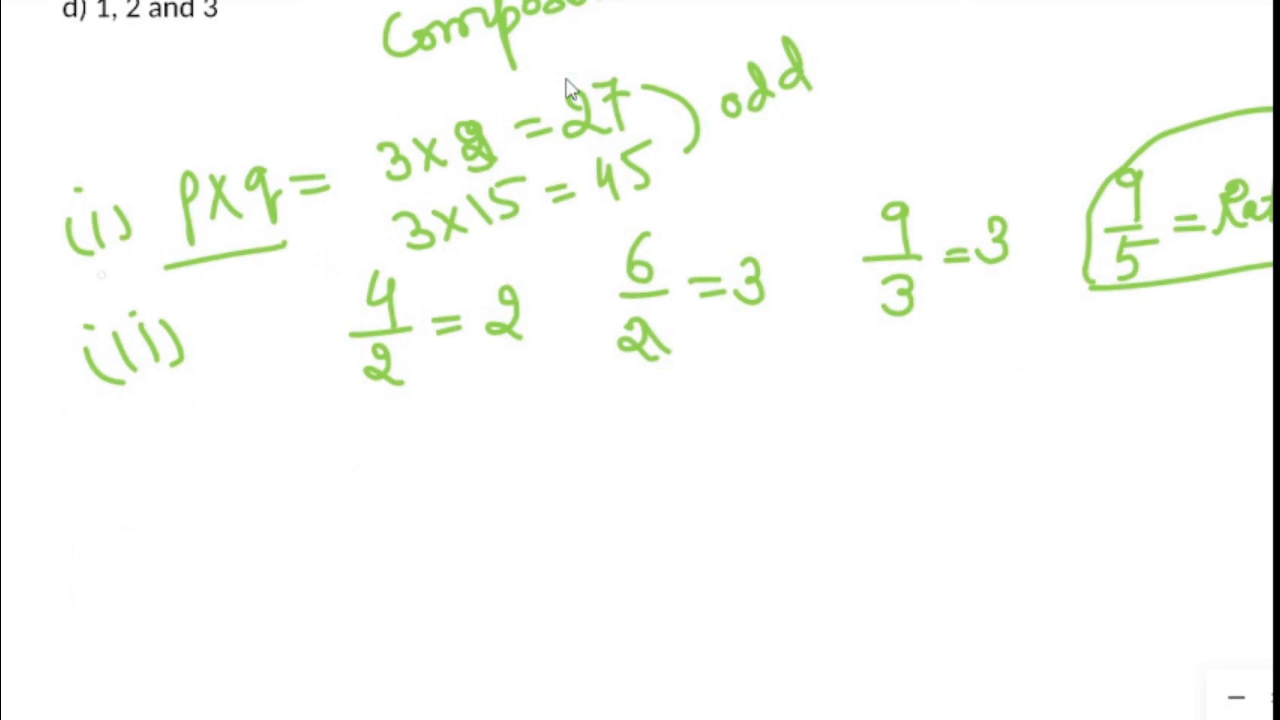 d) 1, 2 and 3
(i) p×q = 3×9 = 27 odd
3×15 = 45
(ii) 4/2 = 2 6/2 = 3 9/3 = 3 9/5 =